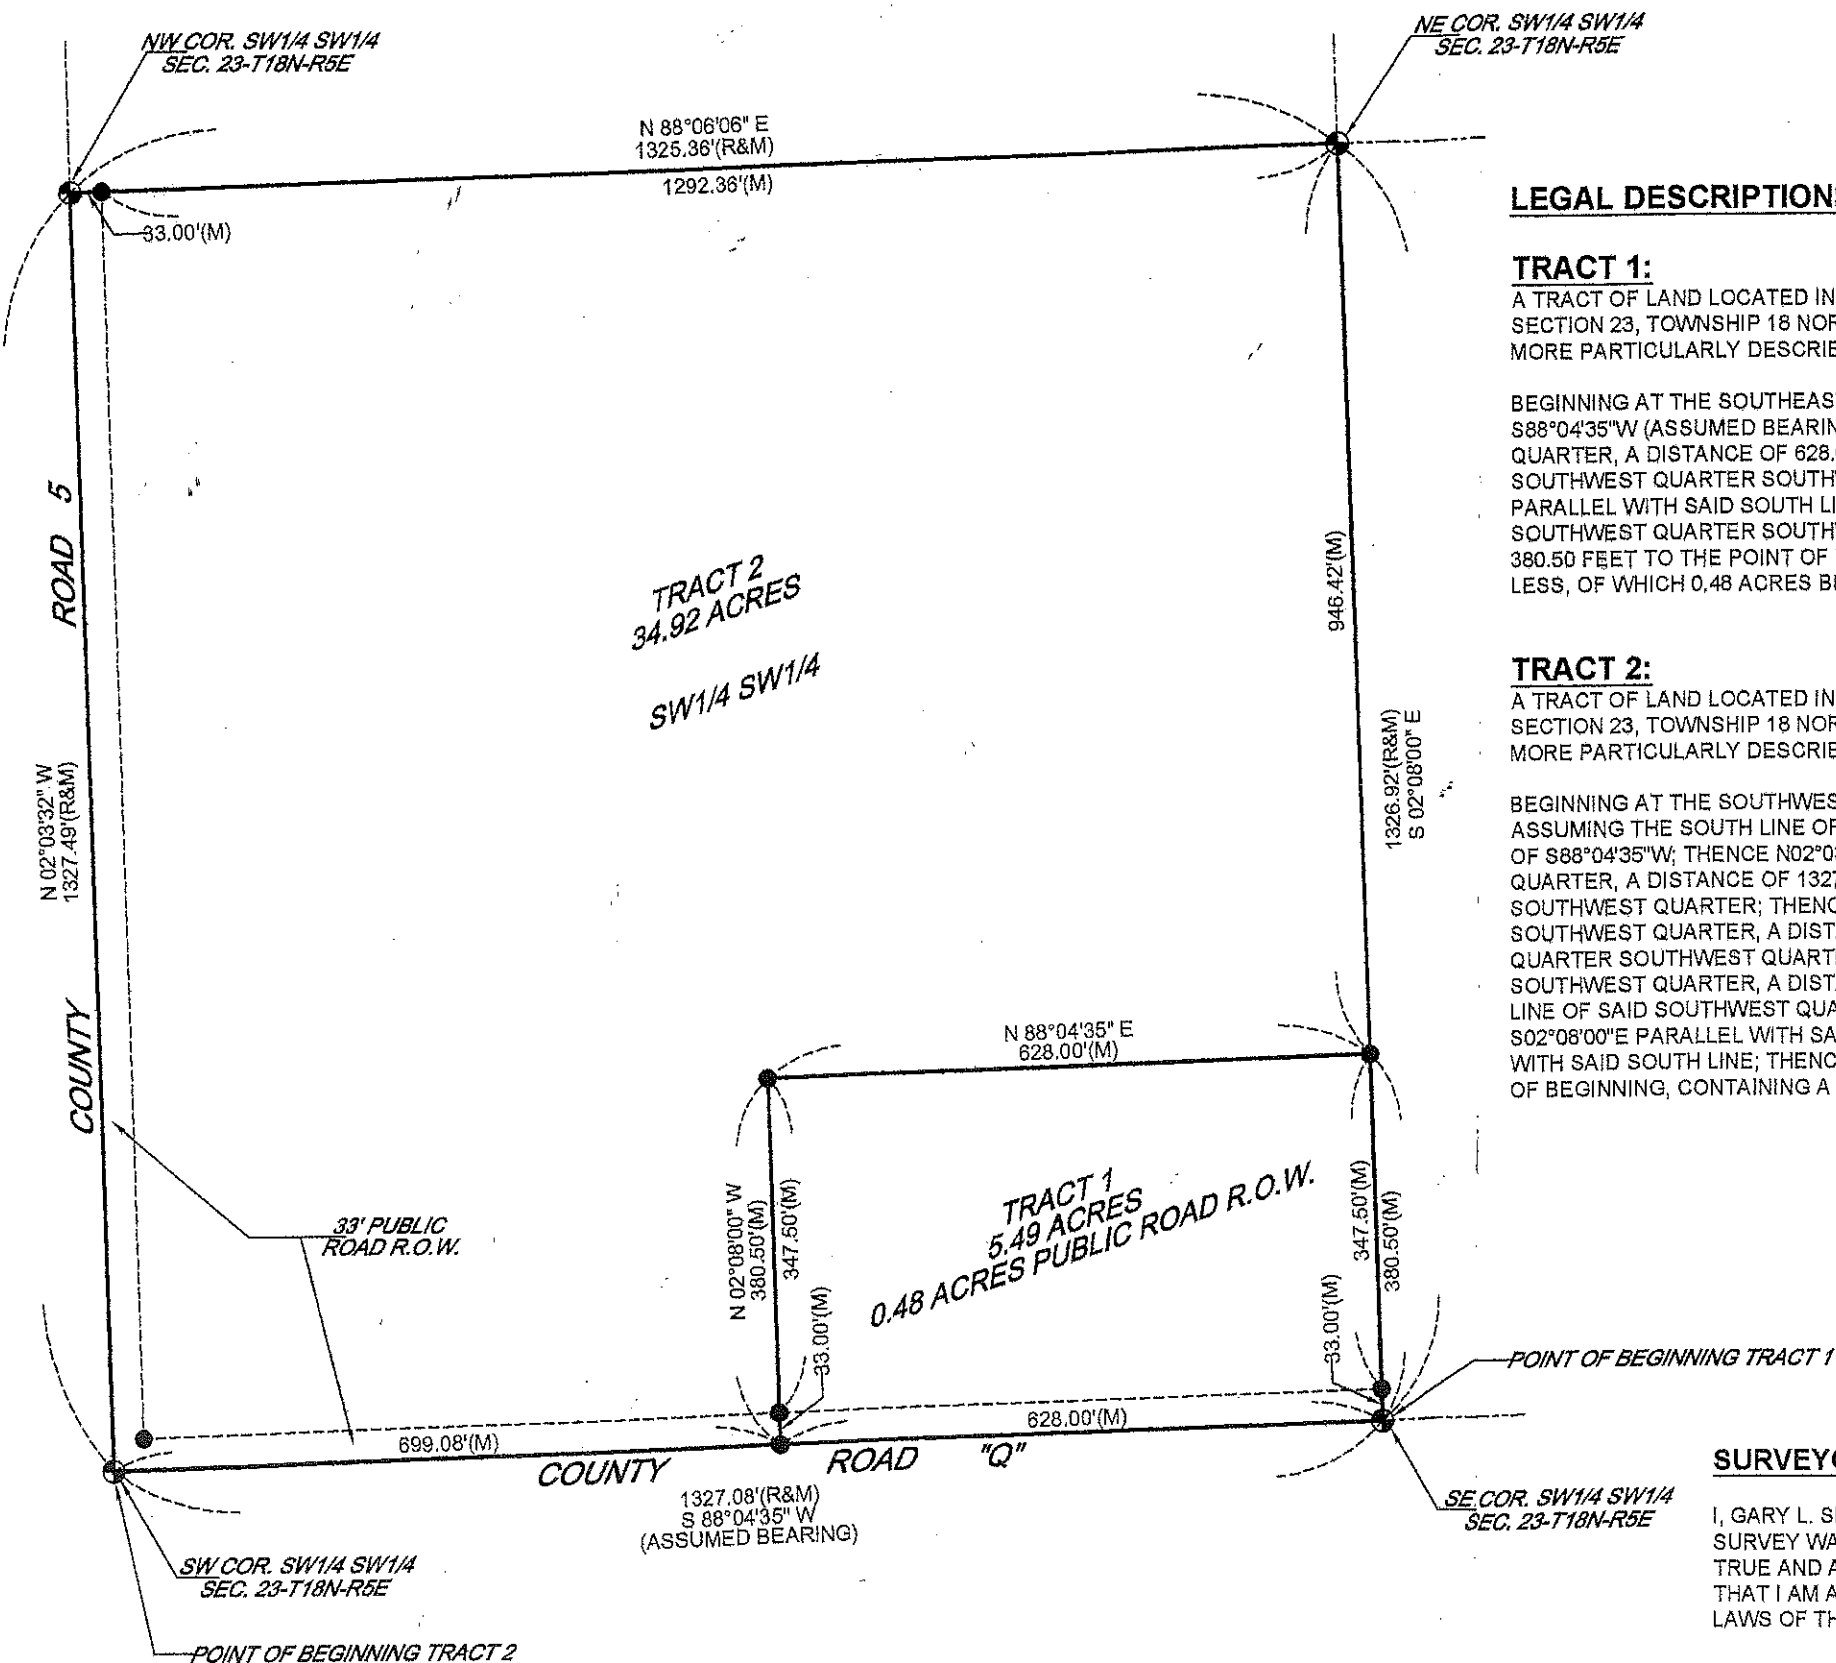 NW COR. SW1/4 SW1/4
SEC. 23-T18N-R5E
NE COR. SW1/4 SW1/4
SEC. 23-T18N-R5E
N 88°06'06" E
1325.36'(R&M)
1292.36'(M)
33.00'(M)
COUNTY ROAD 5
N 02°03'32" W
1327.49'(R&M)
TRACT 2
34.92 ACRES
SW1/4 SW1/4
946.42'(M)
1326.92'(R&M)
S 02°08'00" E
N 88°04'35" E
628.00'(M)
N 02°08'00" W
380.50'(M)
347.50'(M)
33.00'(M)
TRACT 1
5.49 ACRES
0.48 ACRES PUBLIC ROAD R.O.W.
347.50'(M)
380.50'(M)
33.00'(M)
33' PUBLIC
ROAD R.O.W.
POINT OF BEGINNING TRACT 1
699.08'(M)
628.00'(M)
COUNTY ROAD "Q"
1327.08'(R&M)
S 88°04'35" W
(ASSUMED BEARING)
SE COR. SW1/4 SW1/4
SEC. 23-T18N-R5E
SW COR. SW1/4 SW1/4
SEC. 23-T18N-R5E
POINT OF BEGINNING TRACT 2
LEGAL DESCRIPTION
TRACT 1:
A TRACT OF LAND LOCATED IN
SECTION 23, TOWNSHIP 18 NOR
MORE PARTICULARLY DESCRIB
BEGINNING AT THE SOUTHEAS
S88°04'35"W (ASSUMED BEARIN
QUARTER, A DISTANCE OF 628.
SOUTHWEST QUARTER SOUTH
PARALLEL WITH SAID SOUTH LI
SOUTHWEST QUARTER SOUTH
380.50 FEET TO THE POINT OF
LESS, OF WHICH 0.48 ACRES B
TRACT 2:
A TRACT OF LAND LOCATED IN
SECTION 23, TOWNSHIP 18 NOR
MORE PARTICULARLY DESCRIB
BEGINNING AT THE SOUTHWES
ASSUMING THE SOUTH LINE OF
OF S88°04'35"W; THENCE N02°0
QUARTER, A DISTANCE OF 1327
SOUTHWEST QUARTER; THENC
SOUTHWEST QUARTER, A DIST
QUARTER SOUTHWEST QUART
SOUTHWEST QUARTER, A DIST
LINE OF SAID SOUTHWEST QUA
S02°08'00"E PARALLEL WITH SA
WITH SAID SOUTH LINE; THENC
OF BEGINNING, CONTAINING A
SURVEYO
I, GARY L. S
SURVEY WA
TRUE AND A
THAT I AM A
LAWS OF TH